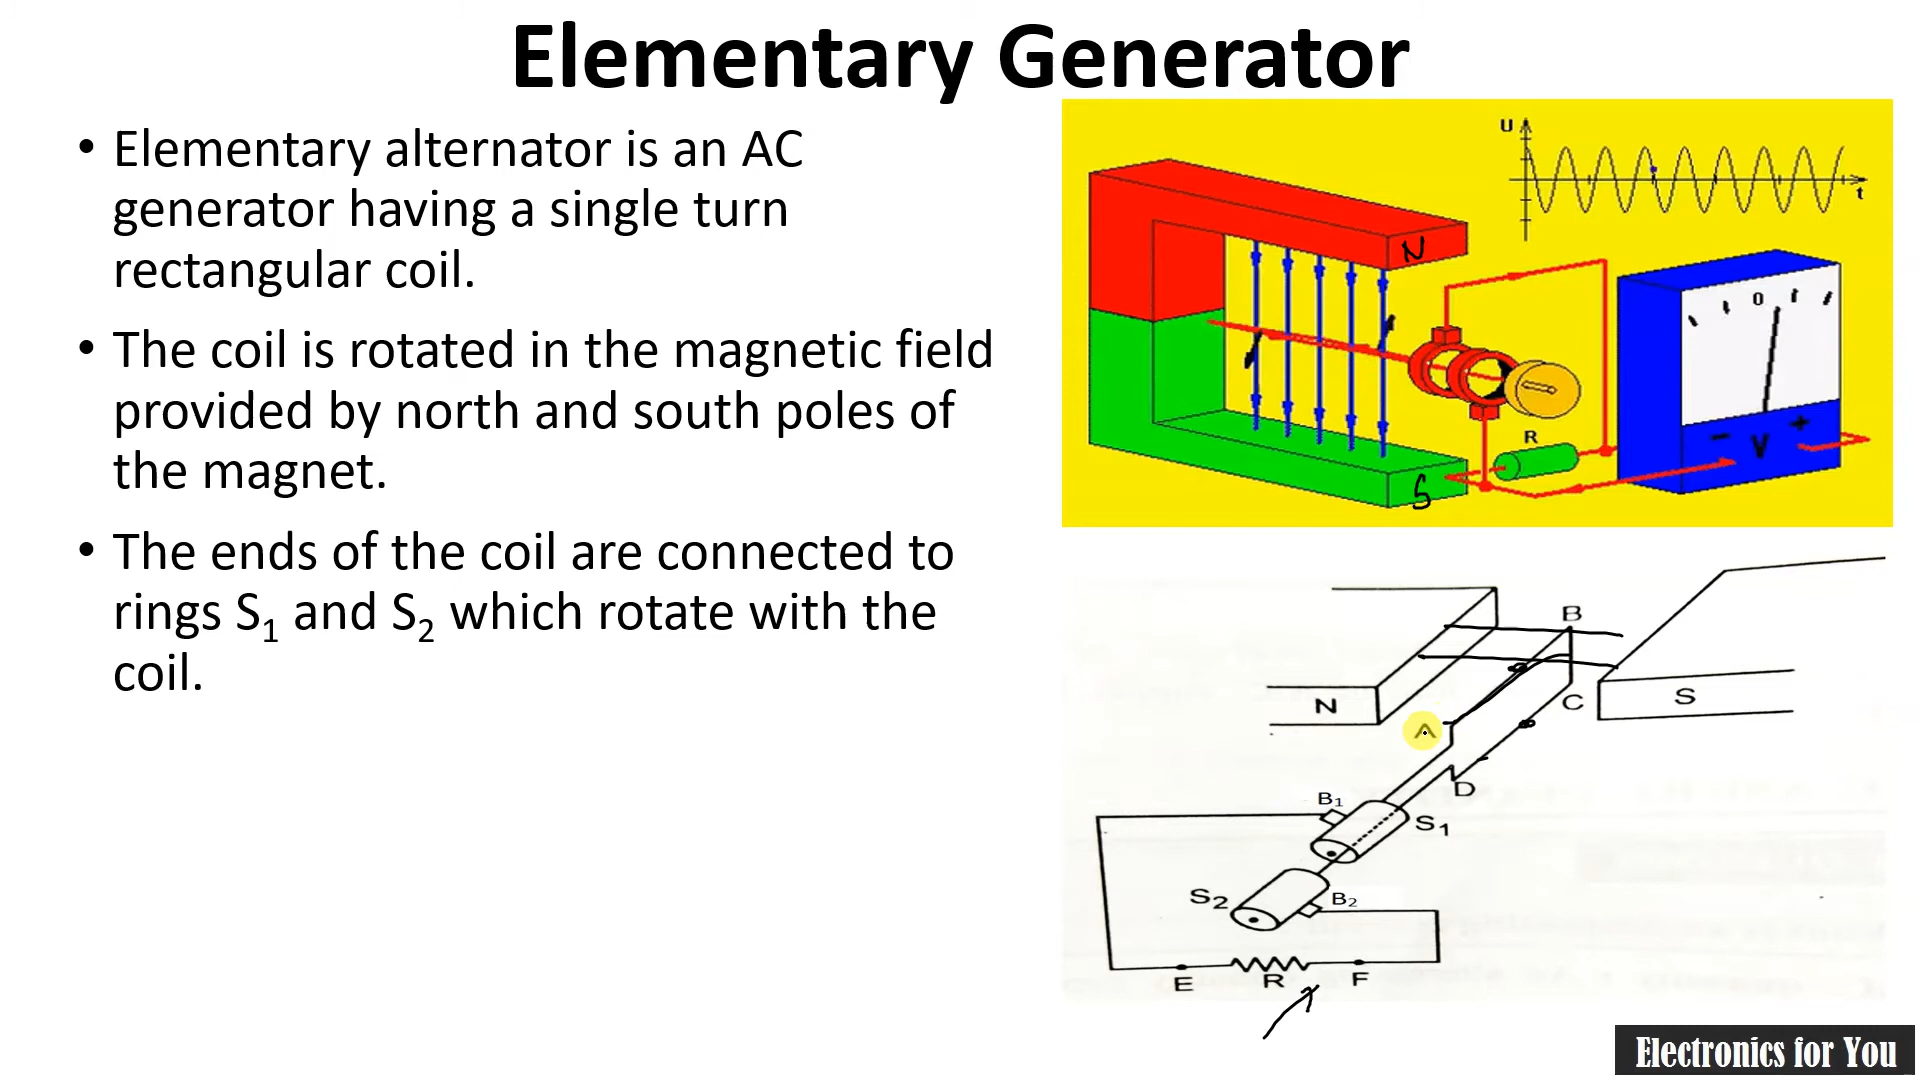 Elementary Generator
• Elementary alternator is an AC
generator having a single turn
rectangular coil.
• The coil is rotated in the magnetic field
provided by north and south poles of
the magnet.
• The ends of the coil are connected to
rings S₁ and S₂ which rotate with the
coil.
U
t
N
0
R
- V +
S
B
N
S
C
A
D
B₁
S₁
S₂
B₂
E
R
F
Electronics for You